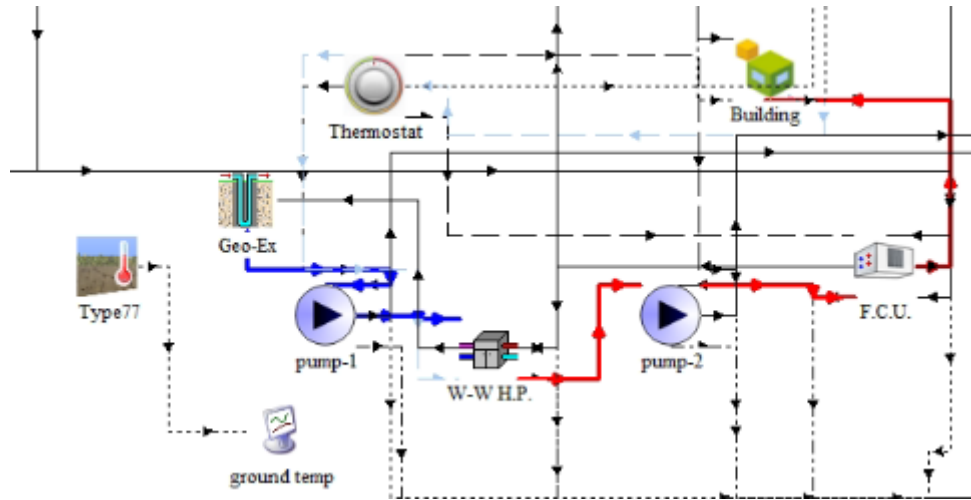 Thermostat
Building
Geo-Ex
Type77
F.C.U.
pump-1
pump-2
W-W H.P.
ground temp